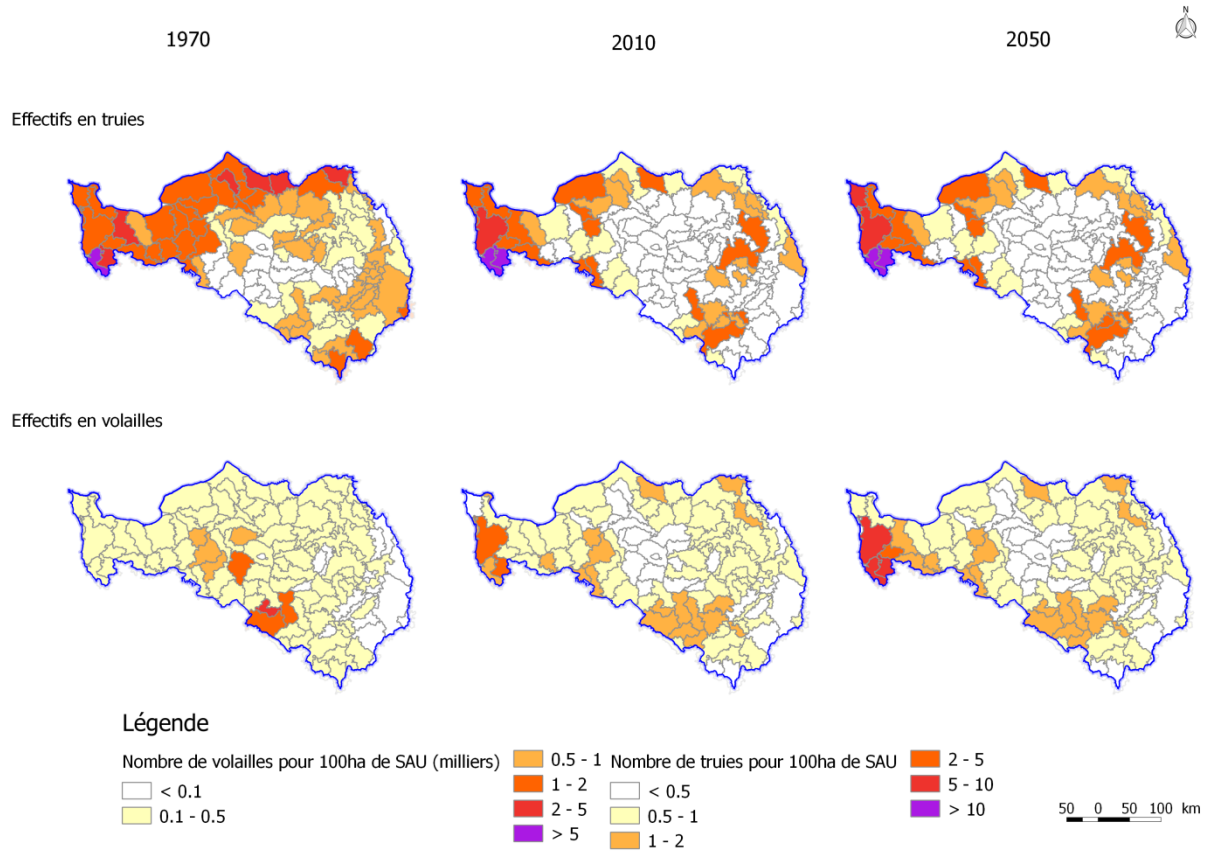 N
1970 2010 2050
Effectifs en truies
Effectifs en volailles
Légende
Nombre de volailles pour 100ha de SAU (milliers)
< 0.1
0.1 - 0.5
0.5 - 1
1 - 2
2 - 5
> 5
Nombre de truies pour 100ha de SAU
< 0.5
0.5 - 1
1 - 2
2 - 5
5 - 10
> 10
50 0 50 100 km